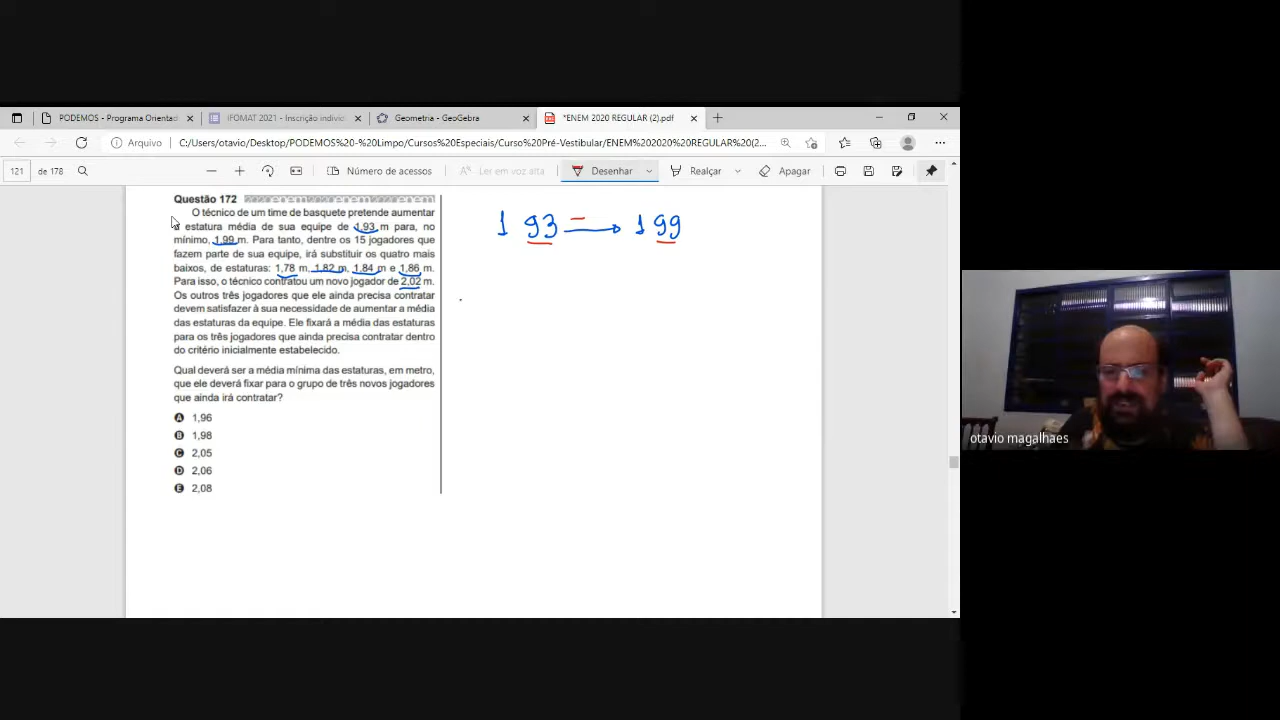 PODEMOS - Programa Orientad
iFOMAT 2021 - Inscrição individ
Geometria - GeoGebra
*ENEM 2020 REGULAR (2).pdf
Arquivo
C:/Users/otavio/Desktop/PODEMOS%20-%20Limpo/Cursos%20Especiais/Curso%20Pré-Vestibular/ENEM%202020%20REGULAR%20(2...
121
de 178
Número de acessos
Ler em voz alta
Desenhar
Realçar
Apagar
Questão 172 enem enem enem
O técnico de um time de basquete pretende aumentar
a estatura média de sua equipe de 1,93 m para, no
mínimo, 1,99 m. Para tanto, dentre os 15 jogadores que
fazem parte de sua equipe, irá substituir os quatro mais
baixos, de estaturas: 1,78 m, 1,82 m, 1,84 m e 1,86 m.
Para isso, o técnico contratou um novo jogador de 2,02 m.
Os outros três jogadores que ele ainda precisa contratar
devem satisfazer à sua necessidade de aumentar a média
das estaturas da equipe. Ele fixará a média das estaturas
para os três jogadores que ainda precisa contratar dentro
do critério inicialmente estabelecido.
Qual deverá ser a média mínima das estaturas, em metro,
que ele deverá fixar para o grupo de três novos jogadores
que ainda irá contratar?
A 1,96
B 1,98
C 2,05
D 2,06
E 2,08
1 93 → 1 99
otavio magalhaes